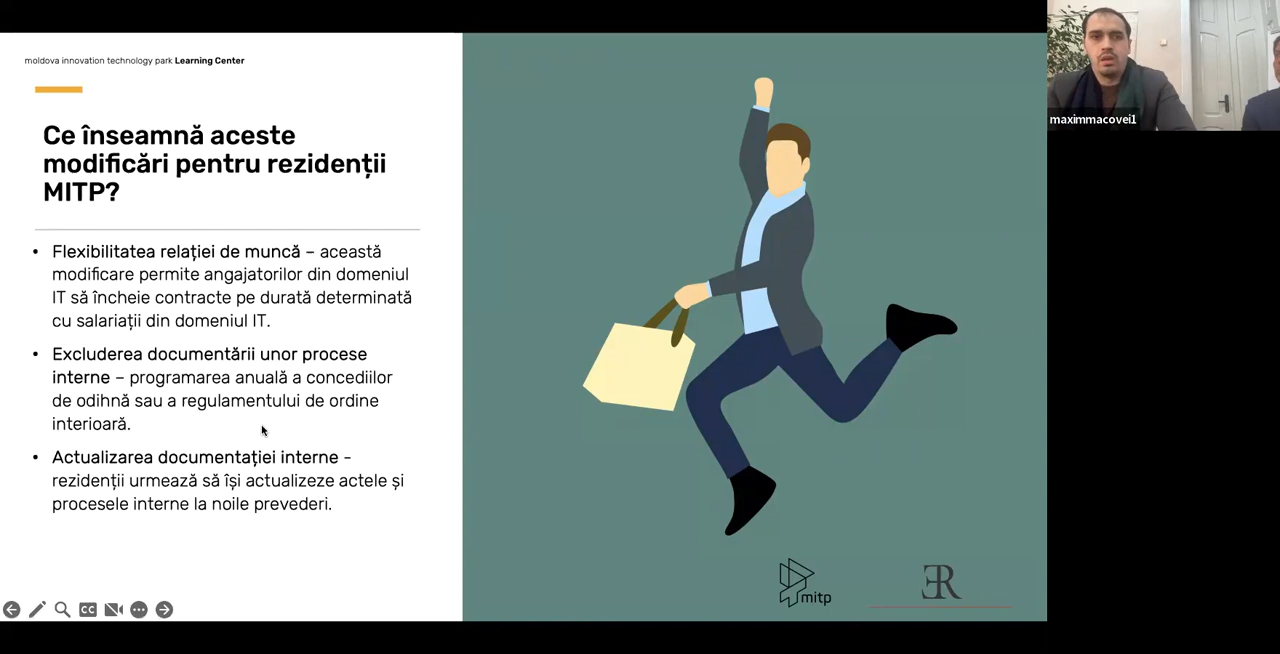 moldova innovation technology park Learning Center
Ce înseamnă aceste
modificări pentru rezidenții
MITP?
• Flexibilitatea relației de muncă – această
modificare permite angajatorilor din domeniul
IT să încheie contracte pe durată determinată
cu salariații din domeniul IT.
• Excluderea documentării unor procese
interne – programarea anuală a concediilor
de odihnă sau a regulamentului de ordine
interioară.
• Actualizarea documentației interne -
rezidenții urmează să își actualizeze actele și
procesele interne la noile prevederi.
CC
mitp
ER
maximmacovei1